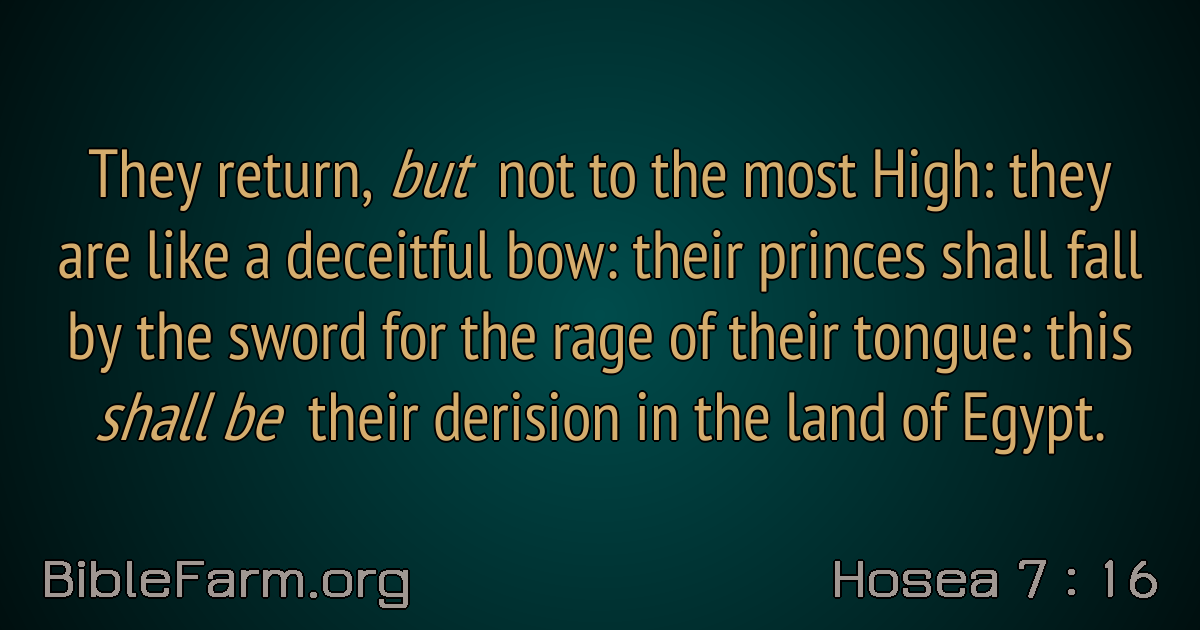 They return, but not to the most High: they
are like a deceitful bow: their princes shall fall
by the sword for the rage of their tongue: this
shall be their derision in the land of Egypt.
BibleFarm.org
Hosea 7 : 16